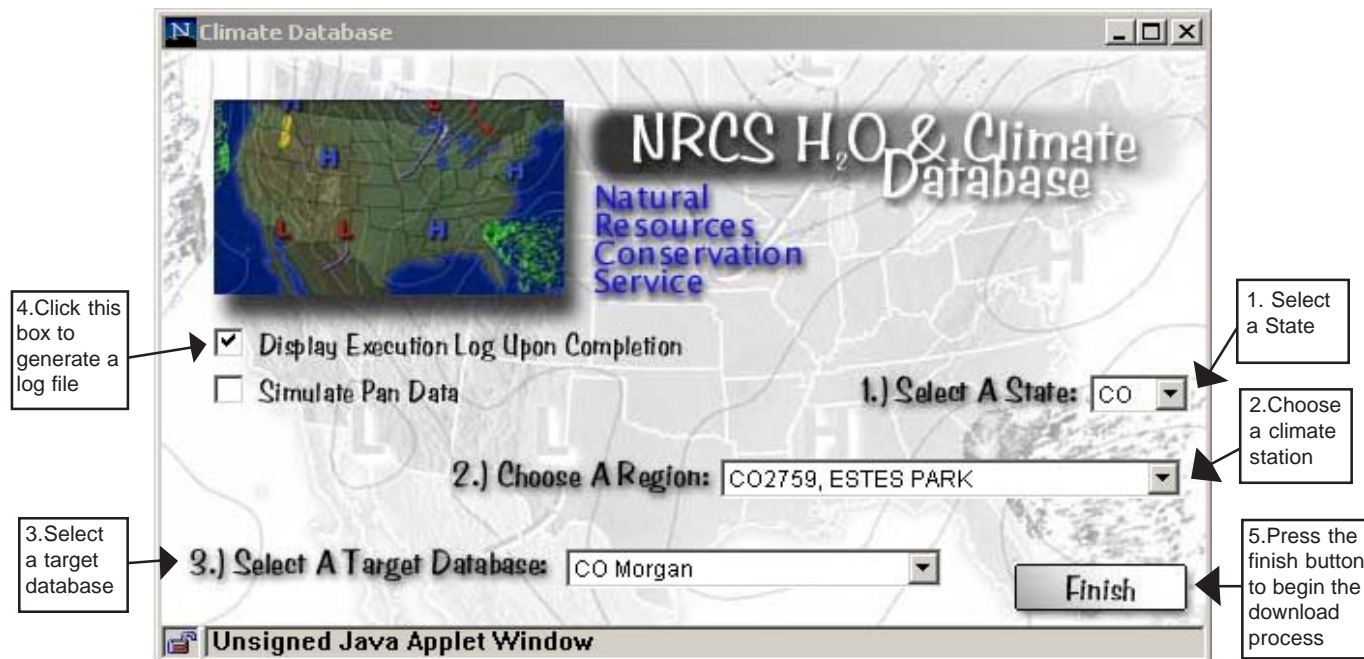 Climate Database
NRCS H2O & Climate
Database
Natural
Resources
Conservation
Service
4.Click this
box to
generate a
log file
Display Execution Log Upon Completion
Simulate Pan Data
1.) Select A State: CO
1. Select
a State
2.) Choose A Region: CO2759, ESTES PARK
2.Choose
a climate
station
3.Select
a target
database
3.) Select A Target Database: CO Morgan
Finish
5.Press the
finish button
to begin the
download
process
Unsigned Java Applet Window
N
H
H
H
H
L
L
L
H
H
L
L
H